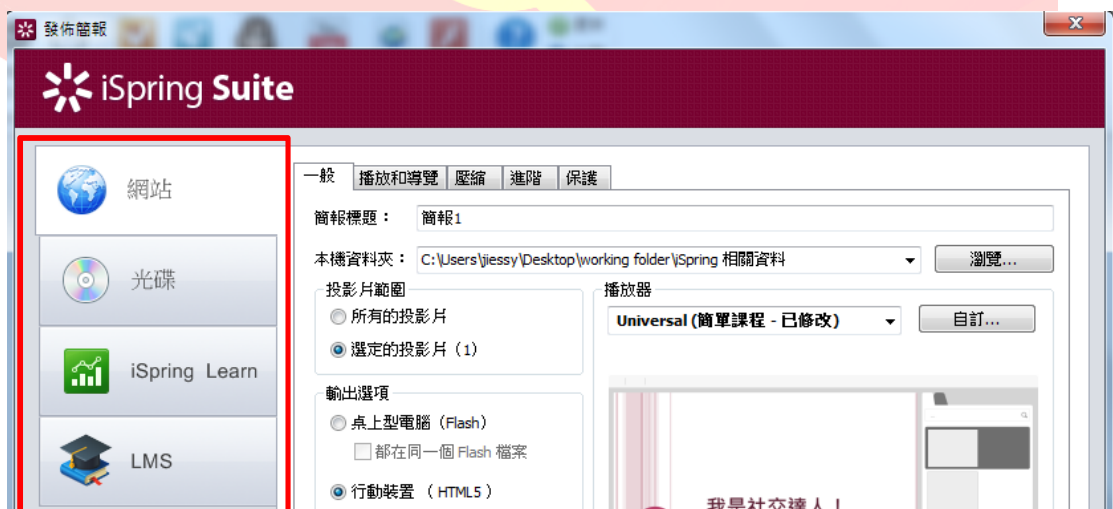 發佈簡報
iSpring Suite
網站
光碟
iSpring Learn
LMS
一般 播放和導覽 壓縮 進階 保護
簡報標題： 簡報1
本機資料夾： C:\Users\jiessy\Desktop\working folder\iSpring 相關資料 瀏覽...
投影片範圍
所有的投影片
選定的投影片（1）
輸出選項
桌上型電腦（Flash）
都在同一個 Flash 檔案
行動裝置 （ HTML5 ）
播放器
Universal (簡單課程 - 已修改) 自訂...
我是社交達人！